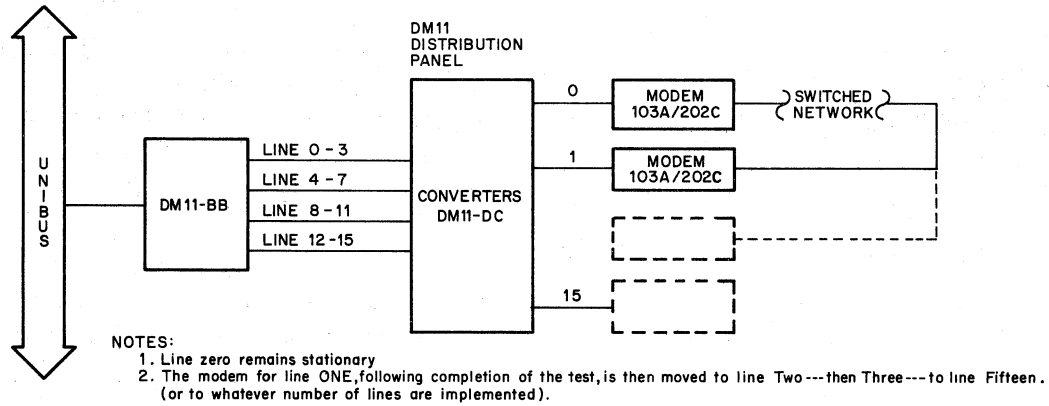 UNIBUS
DM11-BB
LINE 0-3
LINE 4-7
LINE 8-11
LINE 12-15
DM11
DISTRIBUTION
PANEL
CONVERTERS
DM11-DC
0
MODEM
103A/202C
SWITCHED
NETWORK
1
MODEM
103A/202C
15
NOTES:
1. Line zero remains stationary
2. The modem for line ONE,following completion of the test,is then moved to line Two---then Three---to line Fifteen.
(or to whatever number of lines are implemented).